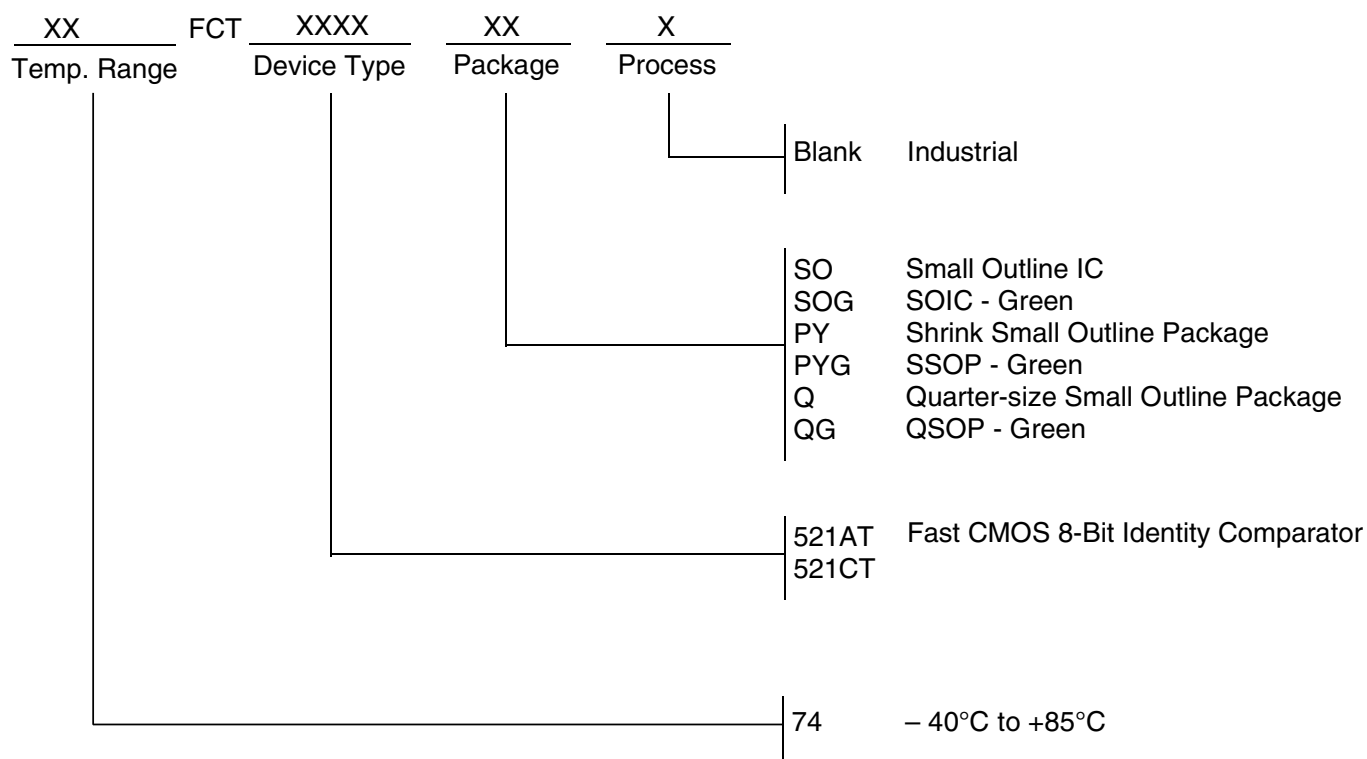 XX FCT XXXX XX X
Temp. Range Device Type Package Process
Blank Industrial
SO Small Outline IC
SOG SOIC - Green
PY Shrink Small Outline Package
PYG SSOP - Green
Q Quarter-size Small Outline Package
QG QSOP - Green
521AT Fast CMOS 8-Bit Identity Comparator
521CT
74 – 40°C to +85°C